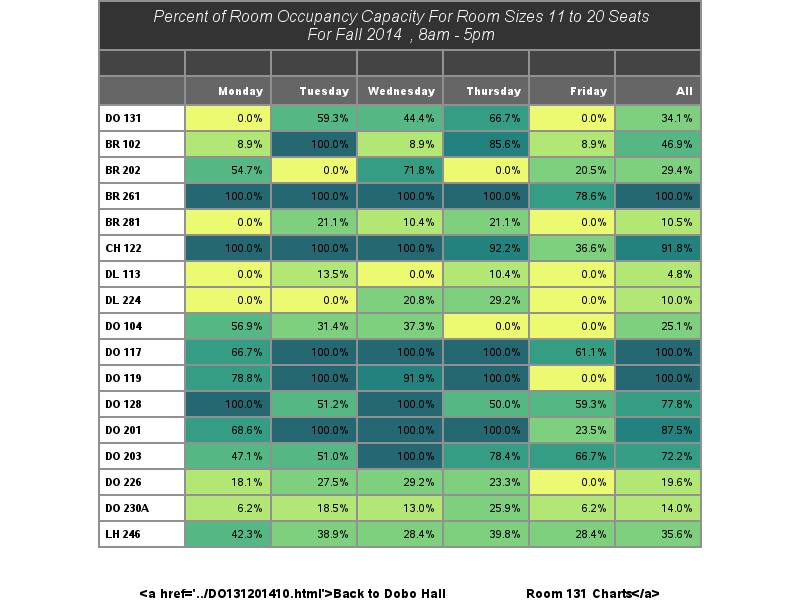 Percent of Room Occupancy Capacity For Room Sizes 11 to 20 Seats
For Fall 2014 , 8am - 5pm
Monday Tuesday Wednesday Thursday Friday All
DO 131 0.0% 59.3% 44.4% 66.7% 0.0% 34.1%
BR 102 8.9% 100.0% 8.9% 85.6% 8.9% 46.9%
BR 202 54.7% 0.0% 71.8% 0.0% 20.5% 29.4%
BR 261 100.0% 100.0% 100.0% 100.0% 78.6% 100.0%
BR 281 0.0% 21.1% 10.4% 21.1% 0.0% 10.5%
CH 122 100.0% 100.0% 100.0% 92.2% 36.6% 91.8%
DL 113 0.0% 13.5% 0.0% 10.4% 0.0% 4.8%
DL 224 0.0% 0.0% 20.8% 29.2% 0.0% 10.0%
DO 104 56.9% 31.4% 37.3% 0.0% 0.0% 25.1%
DO 117 66.7% 100.0% 100.0% 100.0% 61.1% 100.0%
DO 119 78.8% 100.0% 91.9% 100.0% 0.0% 100.0%
DO 128 100.0% 51.2% 100.0% 50.0% 59.3% 77.8%
DO 201 68.6% 100.0% 100.0% 100.0% 23.5% 87.5%
DO 203 47.1% 51.0% 100.0% 78.4% 66.7% 72.2%
DO 226 18.1% 27.5% 29.2% 23.3% 0.0% 19.6%
DO 230A 6.2% 18.5% 13.0% 25.9% 6.2% 14.0%
LH 246 42.3% 38.9% 28.4% 39.8% 28.4% 35.6%
<a href='../DO131201410.html'>Back to Dobo Hall Room 131 Charts</a>